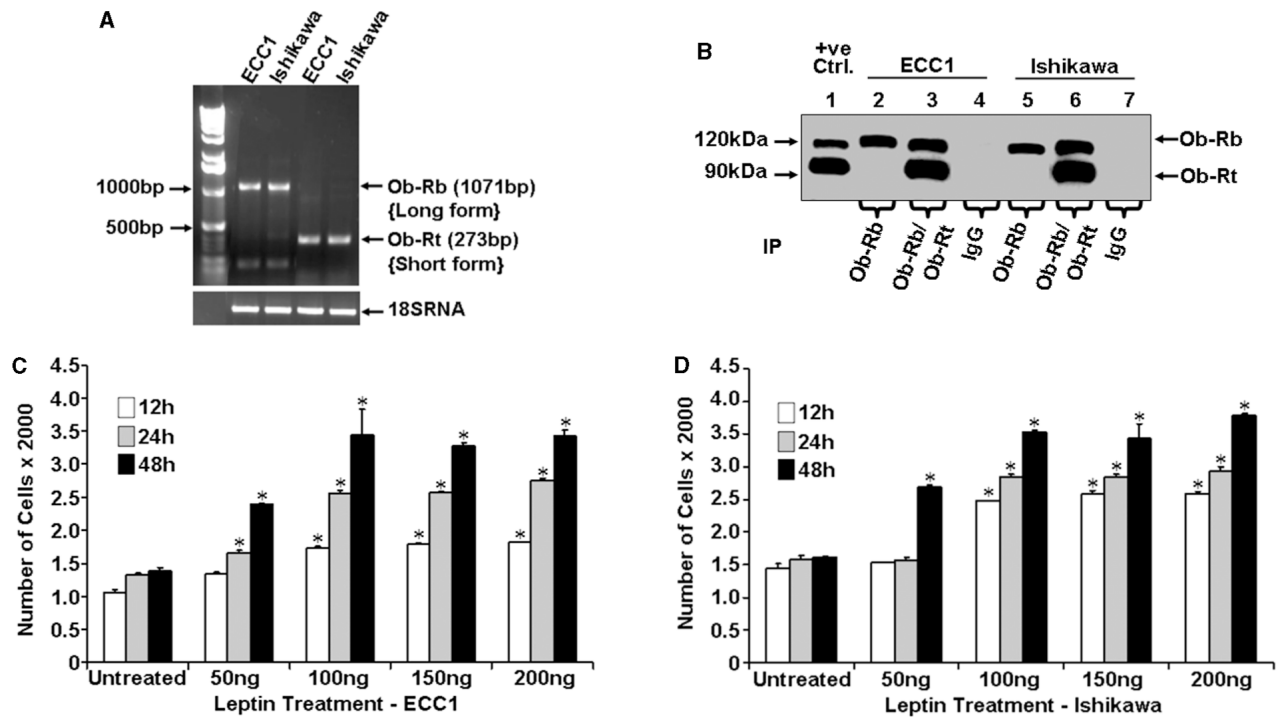 A
ECC1
Ishikawa
ECC1
Ishikawa
1000bp
500bp
Ob-Rb (1071bp)
{Long form}
Ob-Rt (273bp)
{Short form}
18SRNA
B
+ve
Ctrl.
ECC1
Ishikawa
1 2 3 4 5 6 7
120kDa
90kDa
Ob-Rb
Ob-Rt
IP
Ob-Rb
Ob-Rb/
Ob-Rt
IgG
Ob-Rb
Ob-Rb/
Ob-Rt
IgG
C
Number of Cells x 2000
4.5
4.0
3.5
3.0
2.5
2.0
1.5
1.0
0.5
0
12h
24h
48h
* * * * * * * * * * *
Untreated 50ng 100ng 150ng 200ng
Leptin Treatment - ECC1
D
Number of Cells x 2000
4.5
4.0
3.5
3.0
2.5
2.0
1.5
1.0
0.5
0
12h
24h
48h
* * * * * * * * * *
Untreated 50ng 100ng 150ng 200ng
Leptin Treatment - Ishikawa